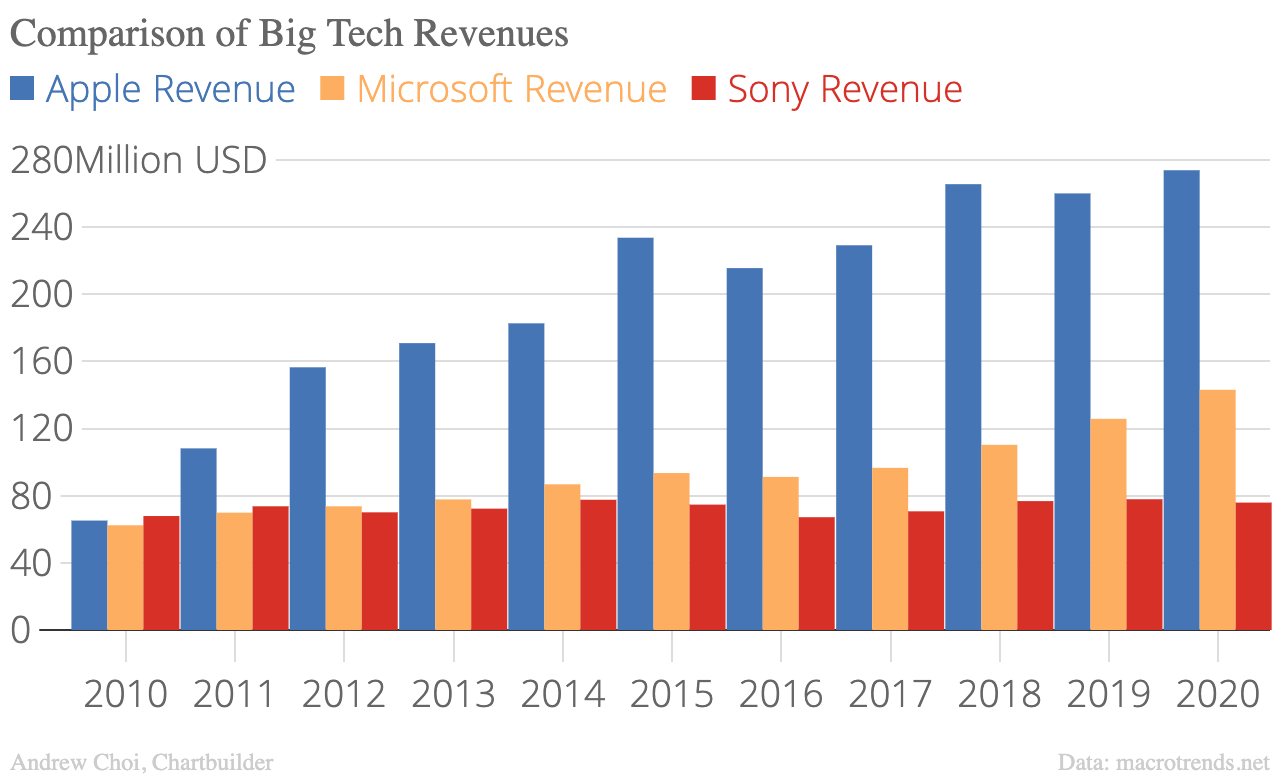 Comparison of Big Tech Revenues
Apple Revenue Microsoft Revenue Sony Revenue
280Million USD
240
200
160
120
80
40
0
2010 2011 2012 2013 2014 2015 2016 2017 2018 2019 2020
Andrew Choi, Chartbuilder Data: macrotrends.net